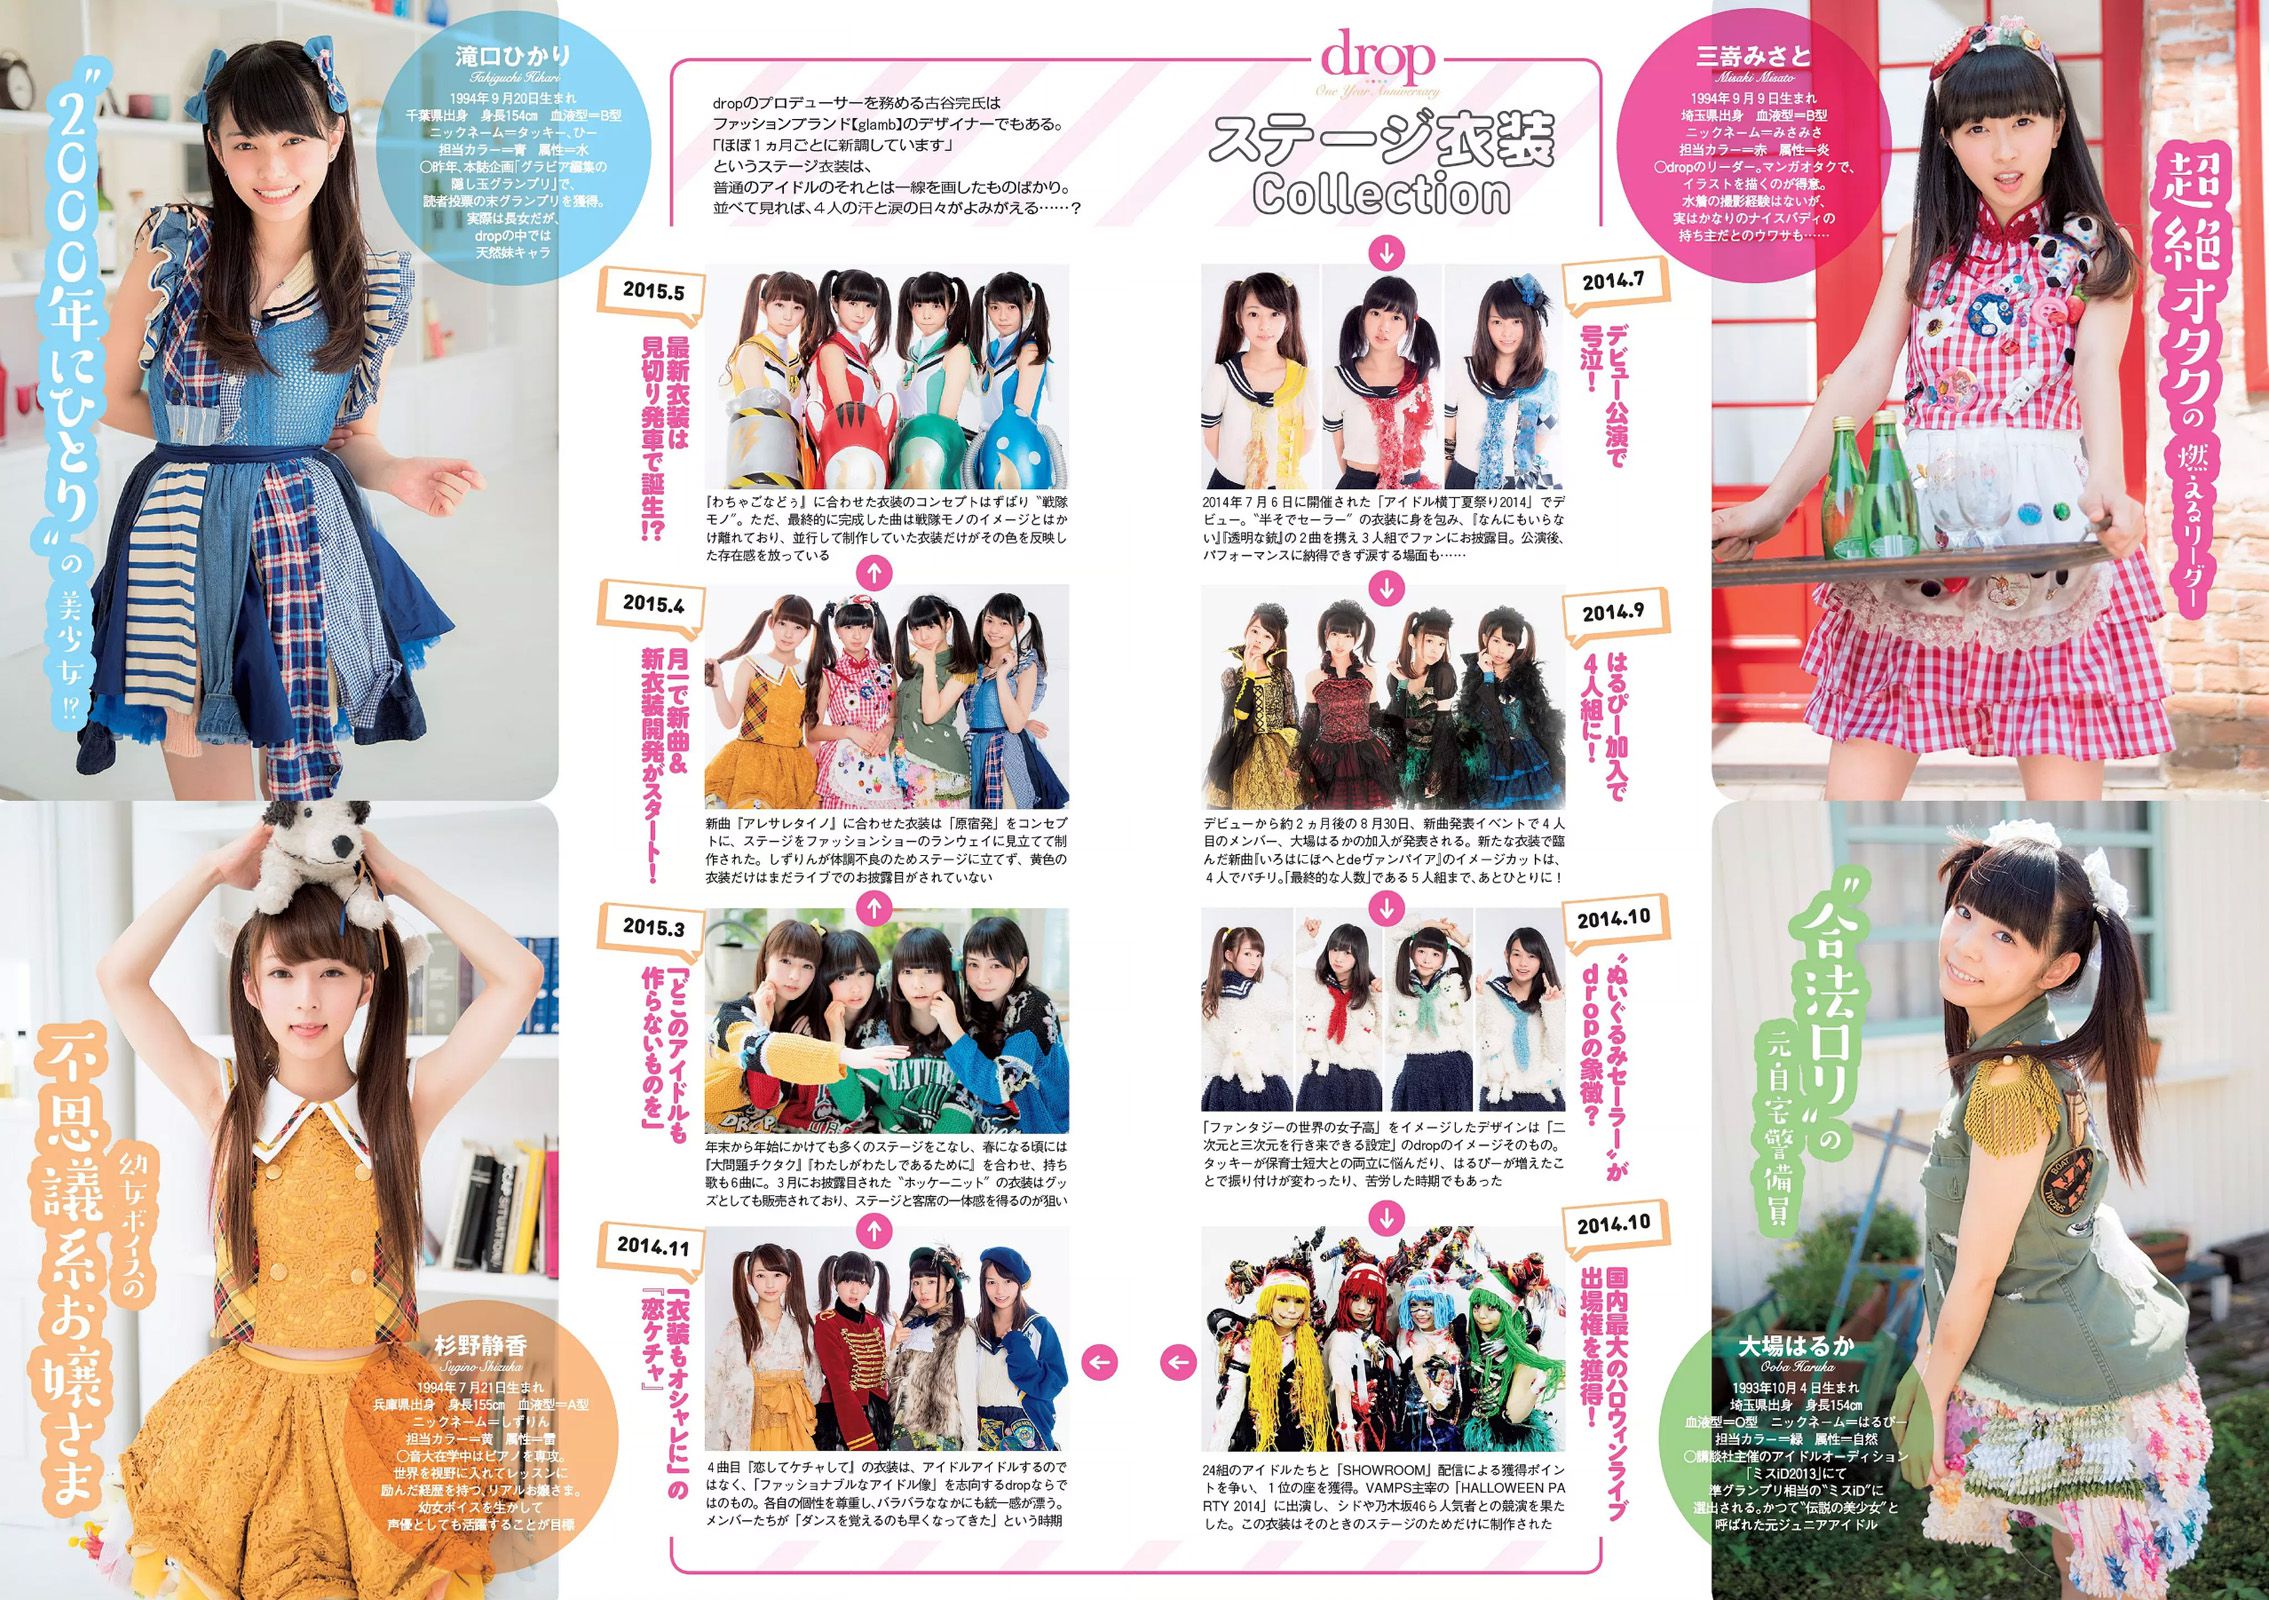 drop
One Year Anniversary
ステージ衣装
Collection
dropのプロデューサーを務める古谷完氏は
ファッションブランド【glamb】のデザイナーでもある。
「ほぼ1ヵ月ごとに新調しています」
というステージ衣装は、
普通のアイドルのそれとは一線を画したものばかり。
並べて見れば、4人の汗と涙の日々がよみがえる……?
三嵜みさと
Misaki Misato
1994年9月9日生まれ
埼玉県出身 身長154㎝ 血液型=B型
ニックネーム=みさみさ
担当カラー=赤 属性=炎
○dropのリーダー。マンガオタクで、
イラストを描くのが得意。
水着の撮影経験はないが、
実はかなりのナイスバディの
持ち主だとのウワサも……
超絶オタクの
燃えるリーダー
2014.7
デビュー公演で
号泣!
2014年7月6日に開催された「アイドル横丁夏祭り2014」でデ
ビュー。“半そでセーラー”の衣装に身を包み、『なんにもいらな
い』『透明な銃』の2曲を携え3人組でファンにお披露目。公演後、
パフォーマンスに納得できず涙する場面も……
2014.9
はるぴー加入で
4人組に!
デビューから約2ヵ月後の8月30日、新曲発表イベントで4人
目のメンバー、大場はるかの加入が発表される。新たな衣装で臨
んだ新曲『いろはにほへとdeヴァンパイア』のイメージカットは、
4人でバチリ。「最終的な人数」である5人組まで、あとひとりに!
2014.10
“ぬいぐるみセーラー”が
dropの象徴?
「ファンタジーの世界の女子高」をイメージしたデザインは「二
次元と三次元を行き来できる設定」のdropのイメージそのもの。
タッキーが保育士短大との両立に悩んだり、はるぴーが増えたこ
とで振り付けが変わったり、苦労した時期でもあった
2014.10
国内最大のハロウィンライブ
出場権を獲得!
24組のアイドルたちと「SHOWROOM」配信による獲得ポイン
トを争い、1位の座を獲得。VAMPS主宰の「HALLOWEEN PA
RTY 2014」に出演し、シドや乃木坂46ら人気者との競演を果た
した。この衣装はそのときのステージのためだけに制作された
2014.11
「衣装もオシャレに」の
『恋ケチャ』
4曲目『恋してケチャして』の衣装は、アイドルアイドルするので
はなく、「ファッショナブルなアイドル像」を志向するdropならで
はのもの。各自の個性を尊重し、バラバラななかにも統一感が漂う。
メンバーたちが「ダンスを覚えるのも早くなってきた」という時期
2015.3
「どこのアイドルも
作らないものを」
年末から年始にかけても多くのステージをこなし、春になる頃には
『大問題チクタク』『わたしがわたしであるために』を合わせ、持ち
歌も6曲に。3月にお披露目された“ホッケーニット”の衣装はグッ
ズとしても販売されており、ステージと客席の一体感を得るのが狙い
2015.4
月一で新曲&
新衣装開発がスタート!
新曲『アレサレタイノ』に合わせた衣装は「原宿発」をコンセプ
トに、ステージをファッションショーのランウェイに見立てて制
作された。しずりんが体調不良のためステージに立てず、黄色の
衣装だけはまだライブでのお披露目がされていない
2015.5
最新衣装は
見切り発車で誕生!?
『わちゃごなどぅ』に合わせた衣装のコンセプトはずばり“戦隊
モノ”。ただ、最終的に完成した曲は戦隊モノのイメージとはか
け離れており、並行して制作していた衣装だけがその色を反映し
た存在感を放っている
滝口ひかり
Takiguchi Hikari
1994年9月20日生まれ
千葉県出身 身長154㎝ 血液型=B型
ニックネーム=タッキー、ひー
担当カラー=青 属性=水
○昨年、本誌企画「グラビア編集の
隠し玉グランプリ」で、
読者投票の末グランプリを獲得。
実際は長女だが、
dropの中では
天然妹キャラ
“2000年にひとり”の
美少女!?
大場はるか
Ooba Haruka
1993年10月4日生まれ
埼玉県出身 身長154㎝
血液型=O型 ニックネーム=はるぴー
担当カラー=緑 属性=自然
○講談社主催のアイドルオーディション
「ミスiD2013」にて
準グランプリ相当の“ミスiD”に
選出される。かつて“伝説の美少女”と
呼ばれた元ジュニアアイドル
“合法ロリ”の
元・自宅警備員
杉野静香
Sugino Shizuka
1994年7月21日生まれ
兵庫県出身 身長155㎝ 血液型=A型
ニックネーム=しずりん
担当カラー=黄 属性=雷
○音大在学中はピアノを専攻。
世界を視野に入れてレッスンに
励んだ経歴を持つ、リアルお嬢さま。
幼女ボイスを生かして
声優としても活躍することが目標
幼女ボイスの
不思議系お嬢さま
NATUR
DROP